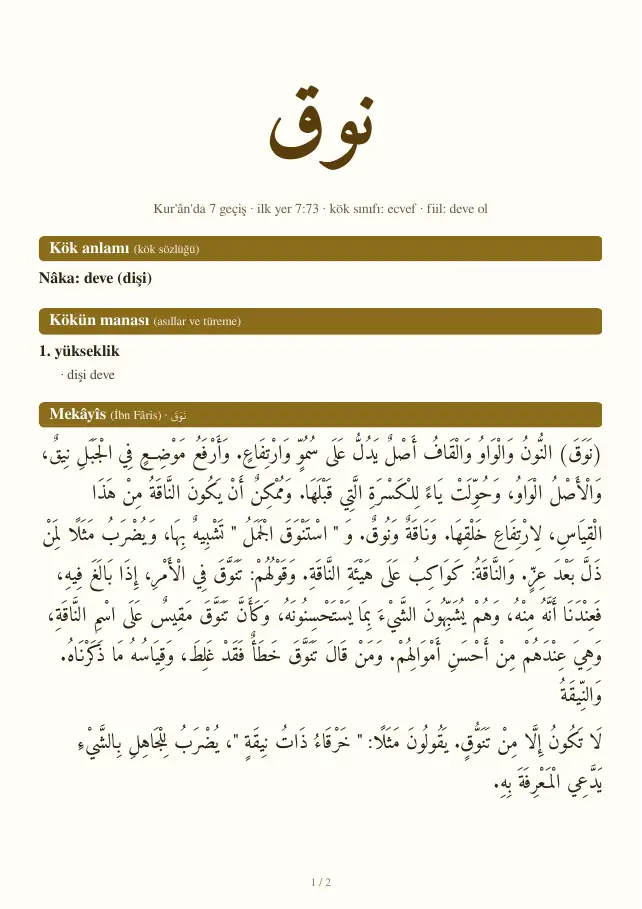 نوق
Kur'ân'da 7 geçiş · ilk yer 7:73 · kök sınıfı: ecvef · fiil: deve ol
Kök anlamı (kök sözlüğü)
Nâka: deve (dişi)
Kökün manası (asıllar ve türeme)
1. yükseklik
· dişi deve
Mekâyîs (İbn Fâris) · نَوَقَ
(نَوَقَ) النُّونُ وَالْوَاوُ وَالْقَافُ أَصْلٌ يَدُلُّ عَلَى سُمُوٍّ وَارْتِفَاعٍ. وَأَرْفَعُ مَوْضِعٍ فِي الْجَبَلِ نِيقٌ،
وَالْأَصْلُ الْوَاوُ، وَحُوِّلَتْ يَاءً لِلْكَسْرَةِ الَّتِي قَبْلَهَا. وَمُمْكِنٌ أَنْ يَكُونَ النَّاقَةُ مِنْ هَذَا
الْقِيَاسِ، لِارْتِفَاعِ خَلْقِهَا. وَنَاقَةٌ وَنُوقٌ. وَ " اسْتَنْوَقَ الْجَمَلُ " تَشْبِيهٌ بِهَا، وَيُضْرَبُ مَثَلًا لِمَنْ
ذَلَّ بَعْدَ عِزٍّ. وَالنَّاقَةُ: كَوَاكِبُ عَلَى هَيْئَةِ النَّاقَةِ. وَقَوْلُهُمْ: تَنَوَّقَ فِي الْأَمْرِ، إِذَا بَالَغَ فِيهِ،
فَعِنْدَنَا أَنَّهُ مِنْهُ، وَهُمْ يُشَبِّهُونَ الشَّيْءَ بِمَا يَسْتَحْسِنُونَهُ، وَكَأَنَّ تَنَوَّقَ مَقِيسٌ عَلَى اسْمِ النَّاقَةِ،
وَهِيَ عِنْدَهُمْ مِنْ أَحْسَنِ أَمْوَالِهِمْ. وَمَنْ قَالَ تَنَوَّقَ خَطَأٌ فَقَدْ غَلِطَ، وَقِيَاسُهُ مَا ذَكَرْنَاهُ.
وَالنِّيقَةُ
لَا تَكُونُ إِلَّا مِنْ تَنَوُّقٍ. يَقُولُونَ مَثَلًا: " خَرْقَاءُ ذَاتُ نِيقَةٍ "، يُضْرَبُ لِلْجَاهِلِ بِالشَّيْءِ
يَدَّعِي الْمَعْرِفَةَ بِهِ.
1 / 2